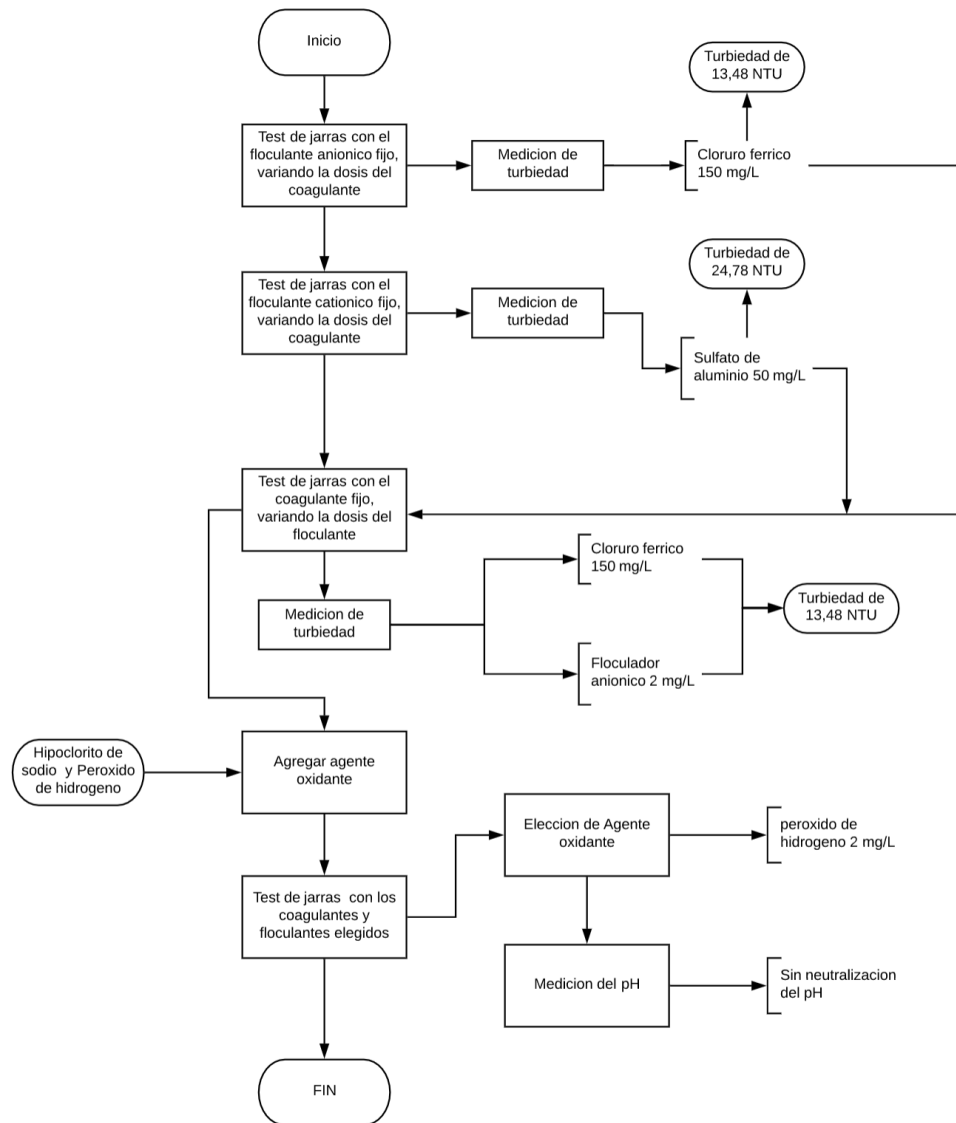 Inicio
Turbiedad de
13,48 NTU
Test de jarras con el
floculante anionico fijo,
variando la dosis del
coagulante
Medicion de
turbiedad
Cloruro ferrico
150 mg/L
Turbiedad de
24,78 NTU
Test de jarras con el
floculante cationico fijo,
variando la dosis del
coagulante
Medicion de
turbiedad
Sulfato de
aluminio 50 mg/L
Test de jarras con el
coagulante fijo,
variando la dosis del
floculante
Cloruro ferrico
150 mg/L
Medicion de
turbiedad
Turbiedad de
13,48 NTU
Floculador
anionico 2 mg/L
Hipoclorito de
sodio y Peroxido
de hidrogeno
Agregar agente
oxidante
Eleccion de Agente
oxidante
peroxido de
hidrogeno 2 mg/L
Test de jarras con los
coagulantes y
floculantes elegidos
Medicion del pH
Sin neutralizacion
del pH
FIN